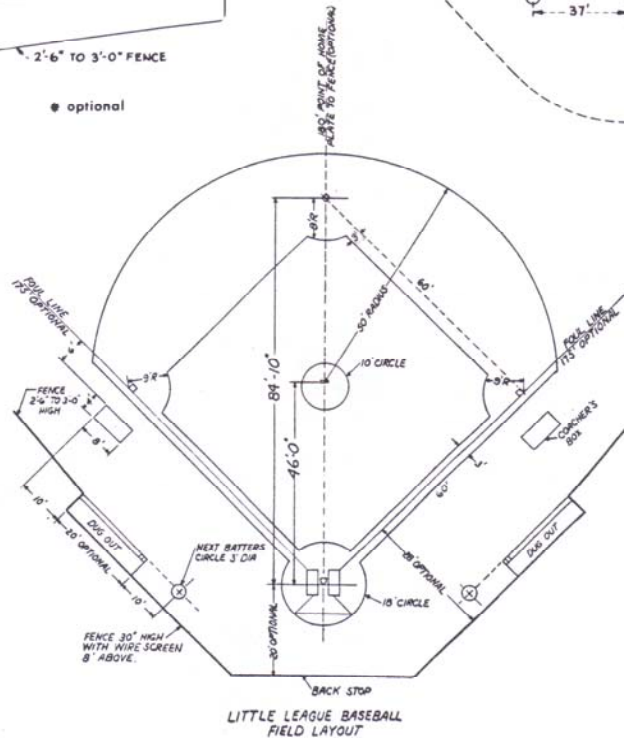 37'
2'-6" TO 3'-0" FENCE
* optional
180' POINT OF HOME
PLATE TO FENCE (OPTIONAL)
8'R
3'
60'
50' RADIUS
FOUL LINE
175' OPTIONAL
FOUL LINE
175' OPTIONAL
84'-10"
10' CIRCLE
9'R
9'R
6'
FENCE
2'-6" TO 3'-0"
HIGH
4'
8'
COACHER'S
BOX
46'-0"
3'
60'
10'
DUG OUT
20' OPTIONAL
10'
NEXT BATTERS
CIRCLE 3' DIA
25' OPTIONAL
DUG OUT
18' CIRCLE
20' OPTIONAL
FENCE 30" HIGH
WITH WIRE SCREEN
8' ABOVE.
BACK STOP
LITTLE LEAGUE BASEBALL
FIELD LAYOUT